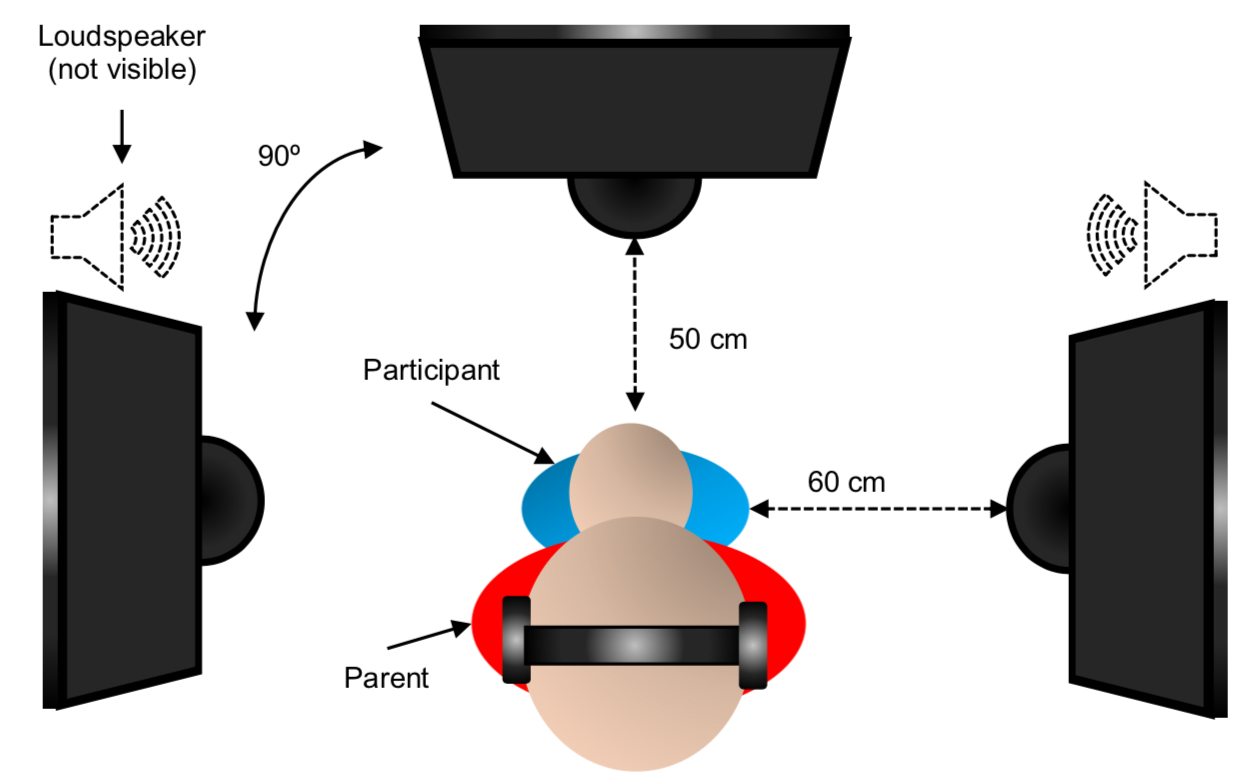 Loudspeaker
(not visible)
90º
50 cm
Participant
60 cm
Parent